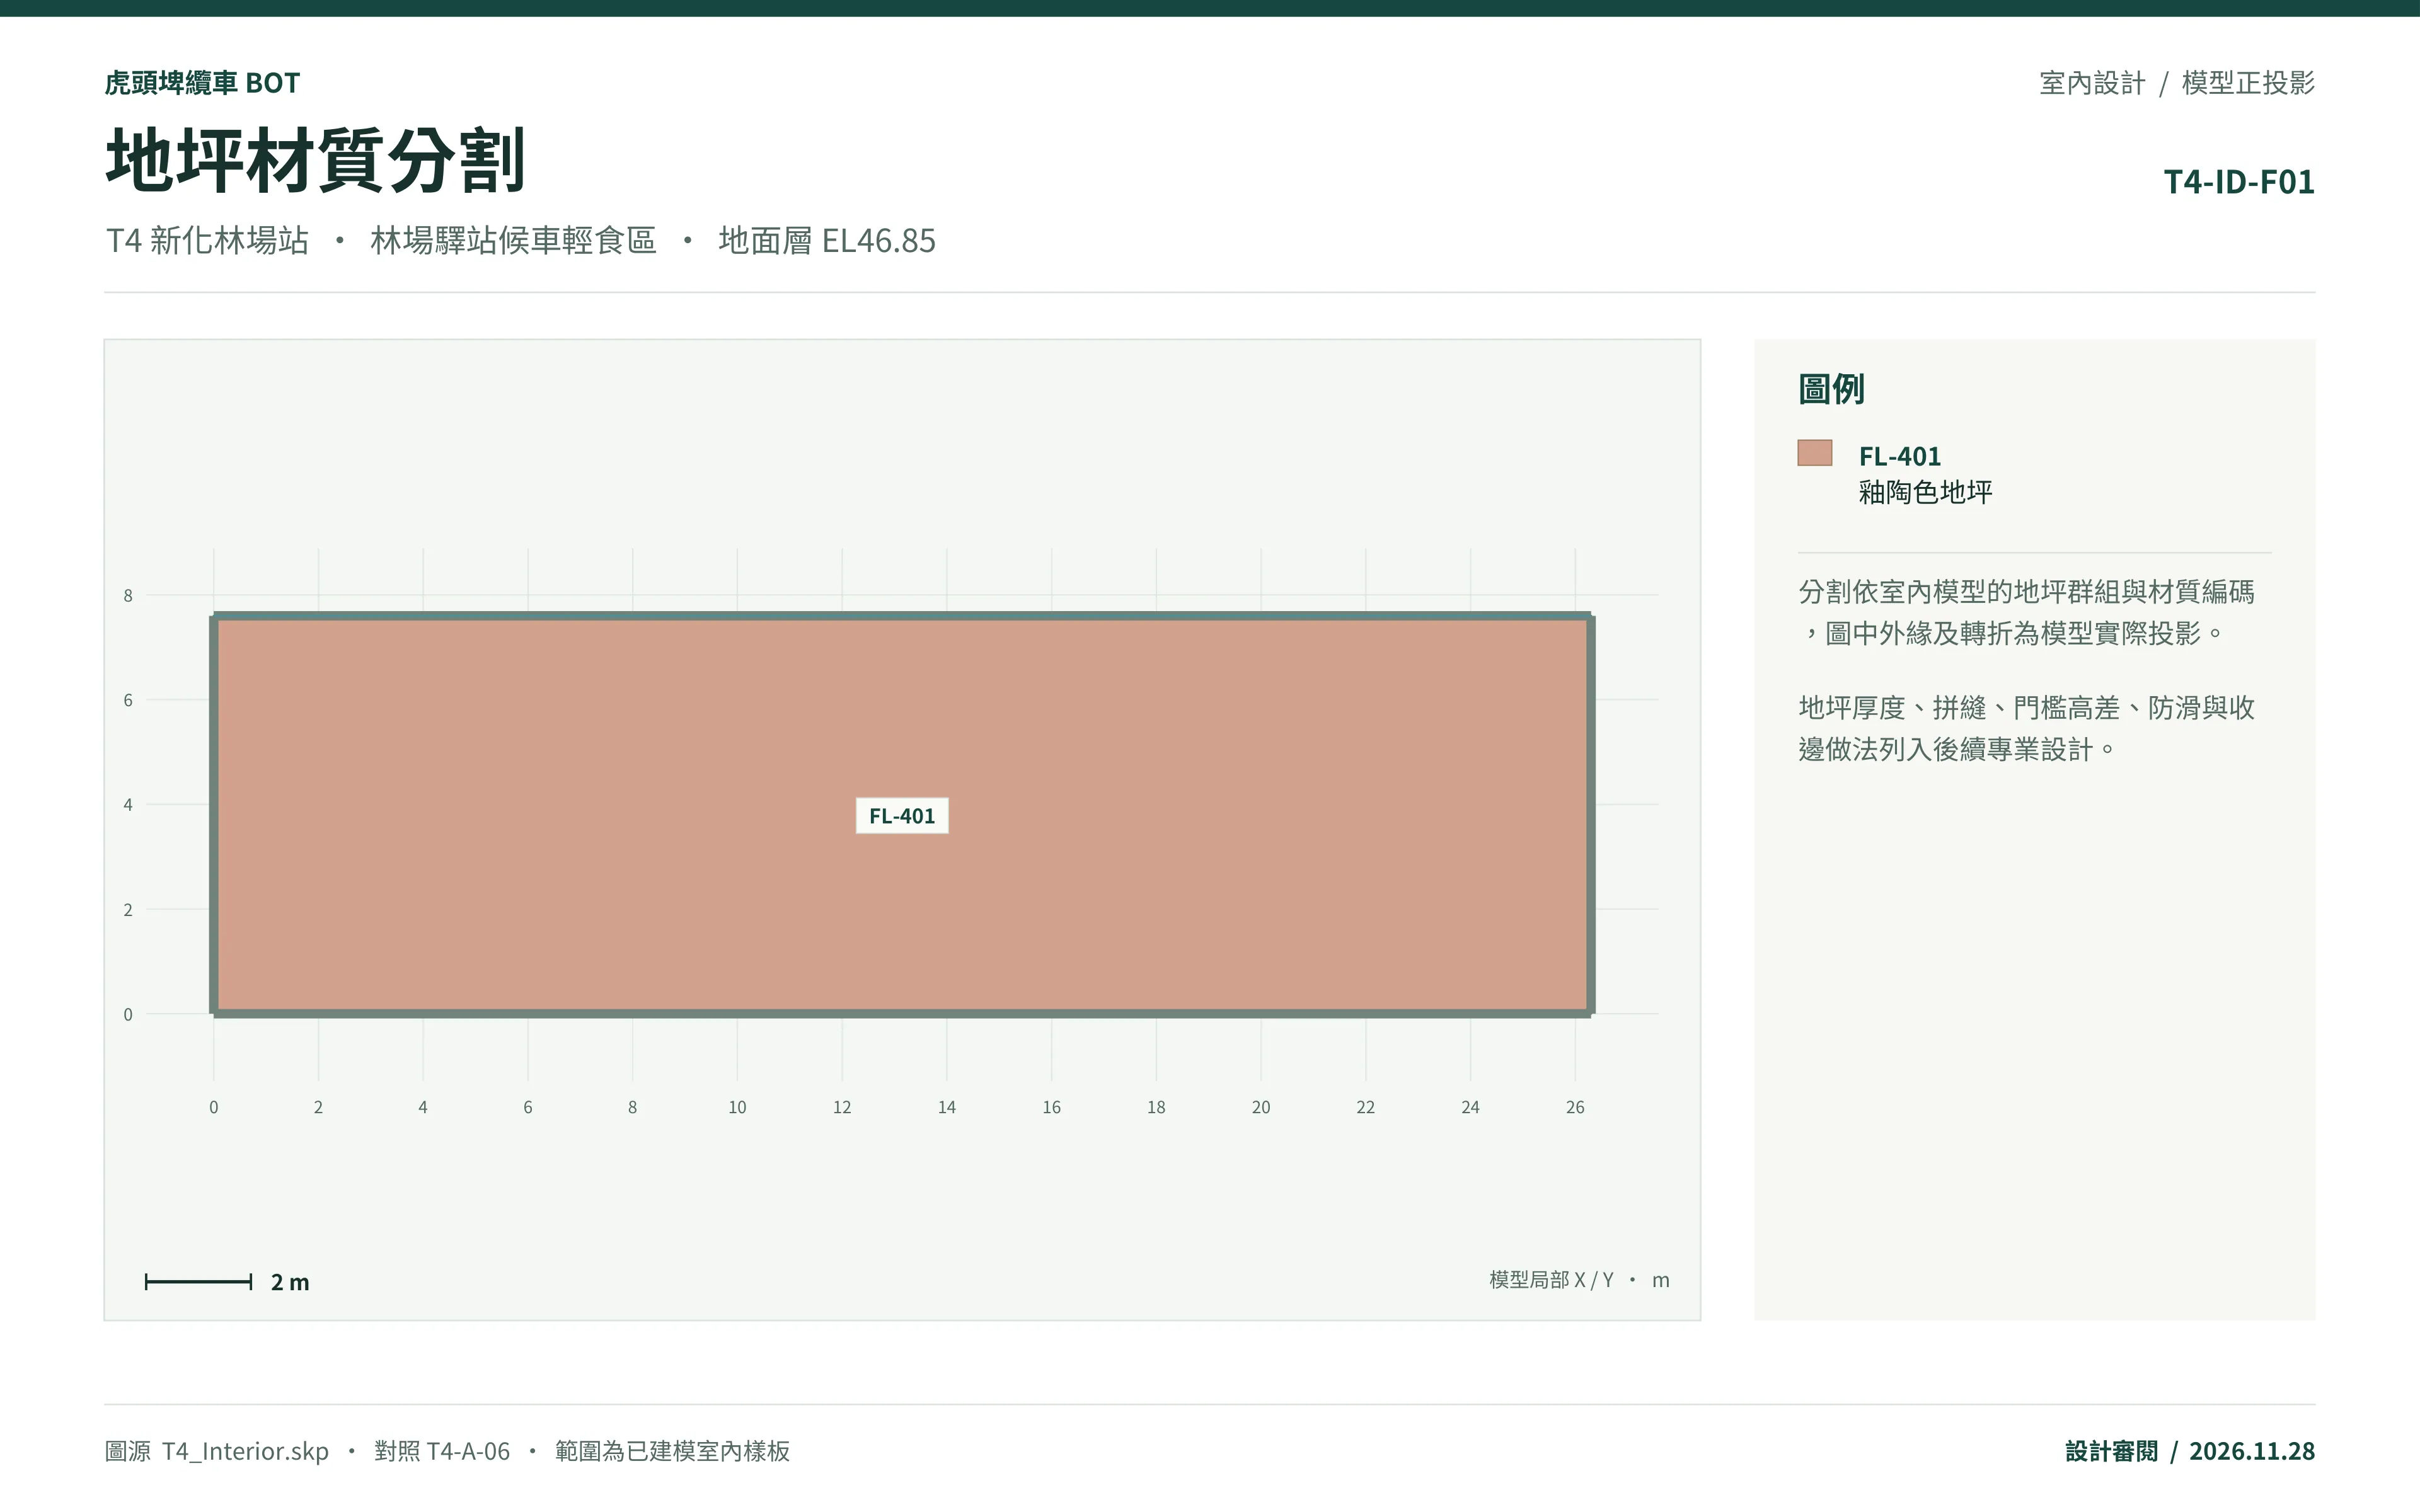 虎頭埤纜車 BOT
室內設計 / 模型正投影
地坪材質分割
T4-ID-F01
T4 新化林場站 ・ 林場驛站候車輕食區 ・ 地面層 EL46.85
8
6
4
2
0
FL-401
0 2 4 6 8 10 12 14 16 18 20 22 24 26
2 m
模型局部 X / Y ・ m
圖例
FL-401
釉陶色地坪
分割依室內模型的地坪群組與材質編碼
，圖中外緣及轉折為模型實際投影。
地坪厚度、拼縫、門檻高差、防滑與收
邊做法列入後續專業設計。
圖源 T4_Interior.skp ・ 對照 T4-A-06 ・ 範圍為已建模室內樣板
設計審閱 / 2026.11.28